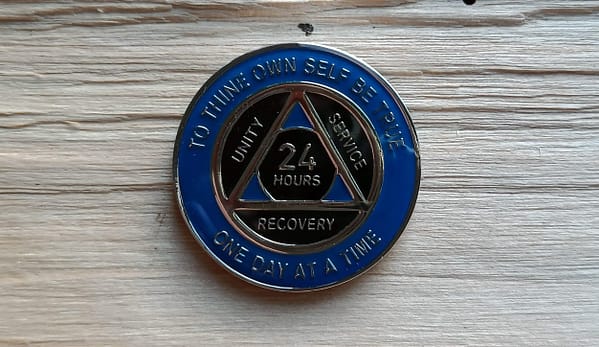 TO THINE OWN SELF BE TRUE
UNITY
SERVICE
24
HOURS
RECOVERY
ONE DAY AT A TIME